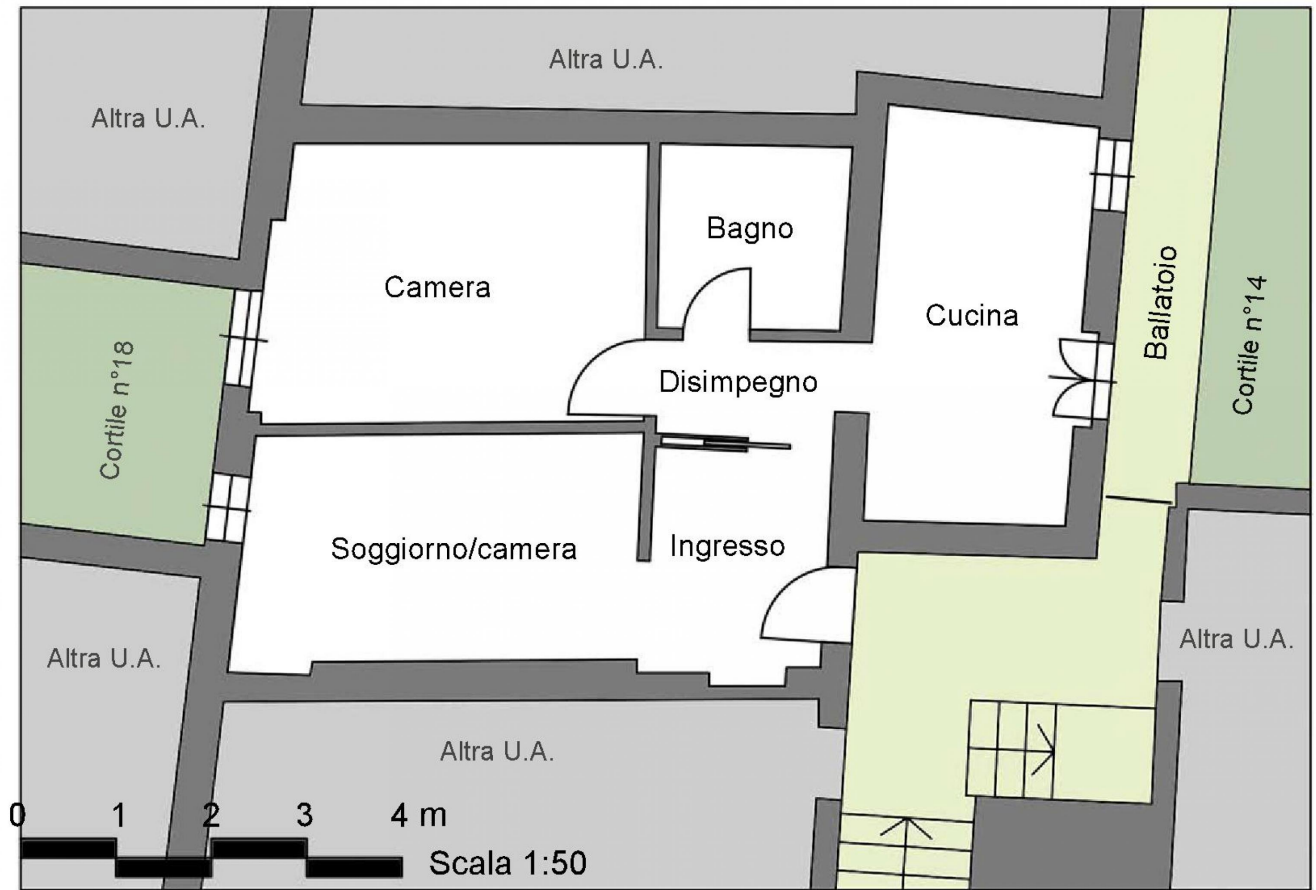 Altra U.A.
Altra U.A.
Bagno
Camera
Cucina
Ballatoio
Cortile n°14
Disimpegno
Cortile n°18
Soggiorno/camera
Ingresso
Altra U.A.
Altra U.A.
Altra U.A.
0 1 2 3 4 m
Scala 1:50